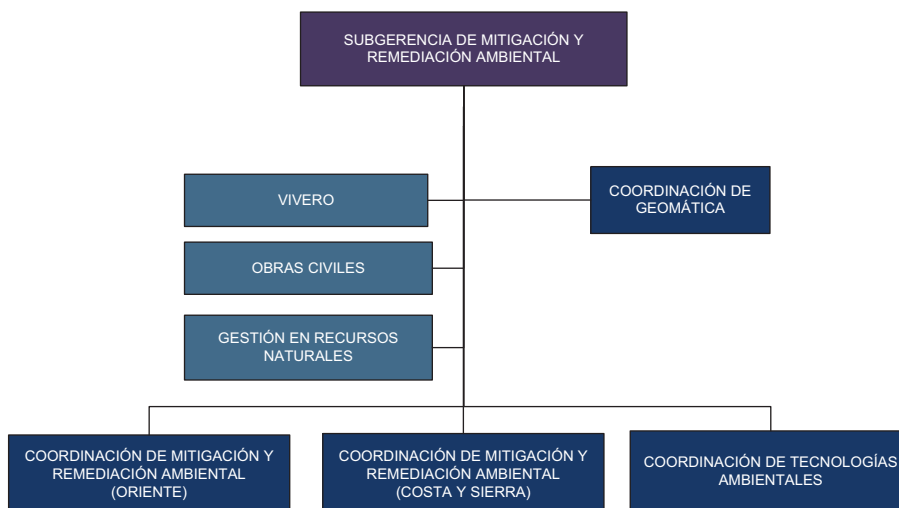 SUBGERENCIA DE MITIGACIÓN Y
REMEDIACIÓN AMBIENTAL
VIVERO
COORDINACIÓN DE
GEOMÁTICA
OBRAS CIVILES
GESTIÓN EN RECURSOS
NATURALES
COORDINACIÓN DE MITIGACIÓN Y
REMEDIACIÓN AMBIENTAL
(ORIENTE)
COORDINACIÓN DE MITIGACIÓN Y
REMEDIACIÓN AMBIENTAL
(COSTA Y SIERRA)
COORDINACIÓN DE TECNOLOGÍAS
AMBIENTALES